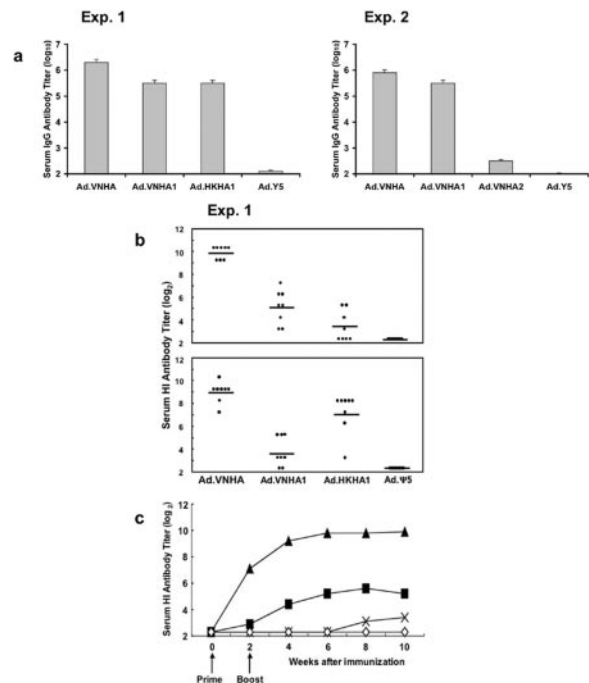 Exp. 1
Exp. 2
a
Serum IgG Antibody Titer (log₁₀)
7
6
5
4
3
2
Ad.VNHA Ad.VNHA1 Ad.HKHA1 Ad.Y5
Serum IgG Antibody Titer (log₁₀)
7
6
5
4
3
2
Ad.VNHA Ad.VNHA1 Ad.VNHA2 Ad.Y5
Exp. 1
b
Serum HI Antibody Titer (log₂)
10
8
6
4
2
10
8
6
4
2
Ad.VNHA Ad.VNHA1 Ad.HKHA1 Ad.Ψ5
c
Serum HI Antibody Titer (log₂)
12
10
8
6
4
2
0 2 4 6 8 10
Weeks after immunization
Prime Boost